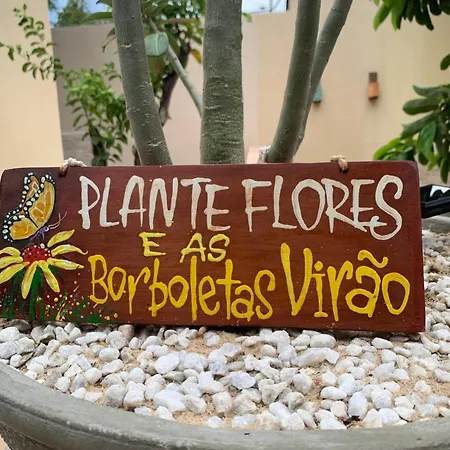 PLANTE FLORES
E AS
Borboletas Virão